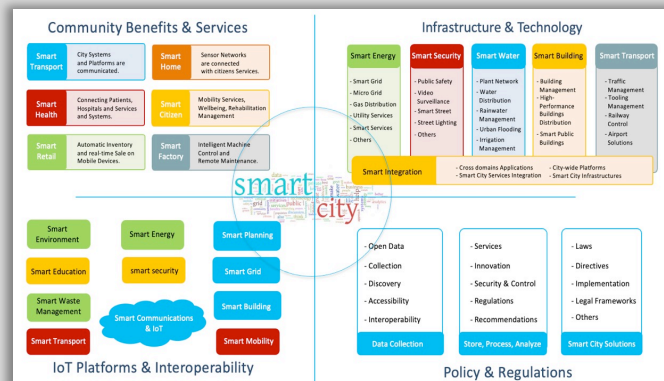 Community Benefits & Services
Smart
Transport
City Systems
and Platforms are
communicated.
Smart
Home
Sensor Networks
are connected
with citizens Services.
Smart
Health
Connecting Patients,
Hospitals and Services
and Systems.
Smart
Citizen
Mobility Services,
Wellbeing, Rehabilitation
Management
Smart
Retail
Automatic Inventory
and real-time Sale on
Mobile Devices.
Smart
Factory
Intelligent Machine
Control and
Remote Maintenance.
Infrastructure & Technology
Smart Energy
- Smart Grid
- Micro Grid
- Gas Distribution
- Utility Services
- Smart Services
- Others
Smart Security
- Public Safety
- Video
Surveillance
- Smart Street
- Street Lighting
- Others
Smart Water
- Plant Network
- Water
Distribution
- Rainwater
Management
- Urban Flooding
- Irrigation
Management
Smart Building
- Building
Management
- High-
Performance
Buildings
Distribution
- Smart Public
Buildings
Smart Transport
- Traffic
Management
- Tooling
Management
- Railway
Control
- Airport
Solutions
Smart Integration
- Cross domains Applications
- Smart City Services Integration
- City-wide Platforms
- Smart City Infrastructures
smart
city
Smart
Environment
Smart Energy
Smart Planning
Smart Education
smart security
Smart Grid
Smart Waste
Management
Smart Communications
& IoT
Smart Building
Smart Transport
Smart Mobility
IoT Platforms & Interoperability
- Open Data
- Collection
- Discovery
- Accessibility
- Interoperability
Data Collection
- Services
- Innovation
- Security & Control
- Regulations
- Recommendations
Store, Process, Analyze
- Laws
- Directives
- Implementation
- Legal Frameworks
- Others
Smart City Solutions
Policy & Regulations